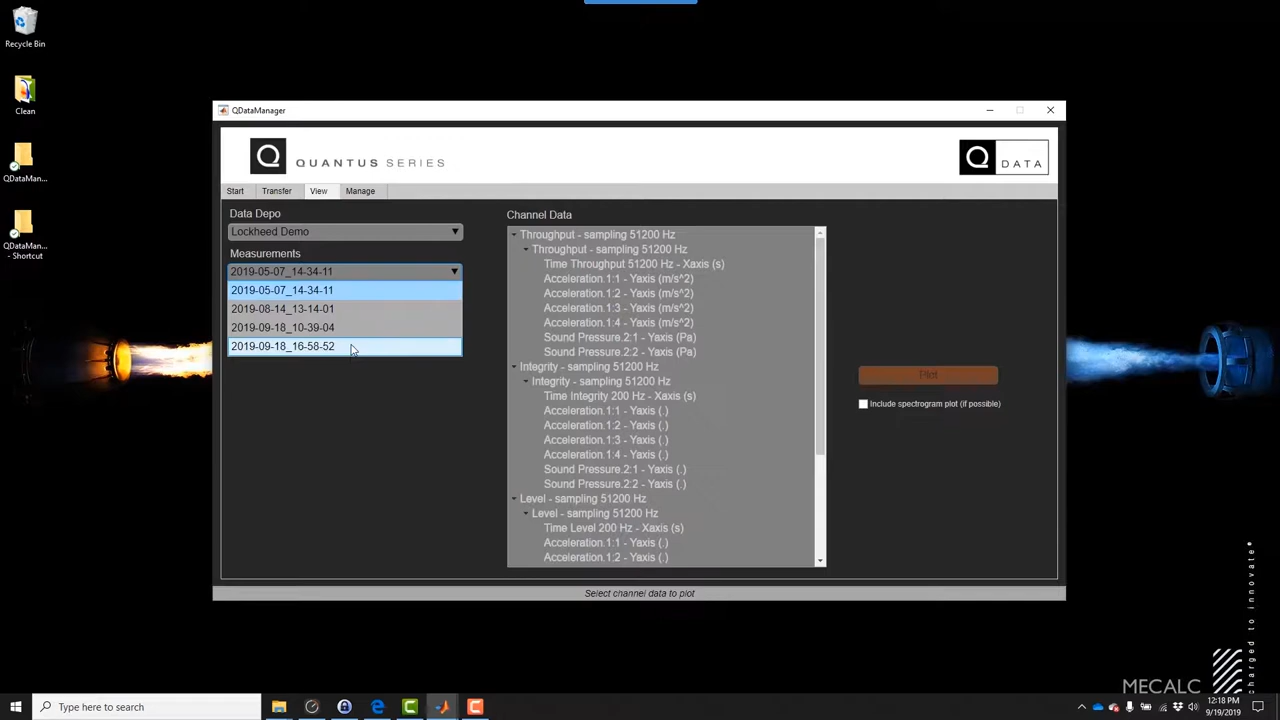 Recycle Bin
Clean
QDataMan...
QDataMan...
- Shortcut
QDataManager
Q
QUANTUS SERIES
Q
DATA
Start
Transfer
View
Manage
Data Depo
Lockheed Demo
Measurements
2019-05-07_14-34-11
2019-05-07_14-34-11
2019-08-14_13-14-01
2019-09-18_10-39-04
2019-09-18_16-58-52
Channel Data
Throughput - sampling 51200 Hz
Throughput - sampling 51200 Hz
Time Throughput 51200 Hz - Xaxis (s)
Acceleration.1:1 - Yaxis (m/s^2)
Acceleration.1:2 - Yaxis (m/s^2)
Acceleration.1:3 - Yaxis (m/s^2)
Acceleration.1:4 - Yaxis (m/s^2)
Sound Pressure.2:1 - Yaxis (Pa)
Sound Pressure.2:2 - Yaxis (Pa)
Integrity - sampling 51200 Hz
Integrity - sampling 51200 Hz
Time Integrity 200 Hz - Xaxis (s)
Acceleration.1:1 - Yaxis (.)
Acceleration.1:2 - Yaxis (.)
Acceleration.1:3 - Yaxis (.)
Acceleration.1:4 - Yaxis (.)
Sound Pressure.2:1 - Yaxis (.)
Sound Pressure.2:2 - Yaxis (.)
Level - sampling 51200 Hz
Level - sampling 51200 Hz
Time Level 200 Hz - Xaxis (s)
Acceleration.1:1 - Yaxis (.)
Acceleration.1:2 - Yaxis (.)
Plot
Include spectrogram plot (if possible)
Select channel data to plot
charged to innovate*
MECALC
Type here to search
12:18 PM
9/19/2019